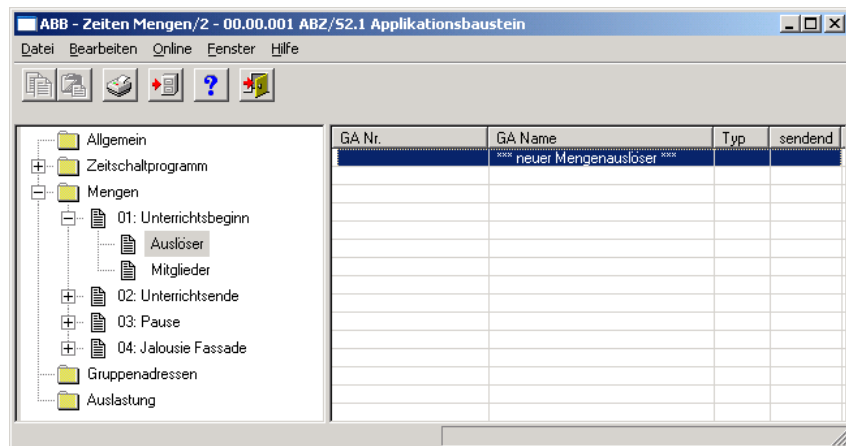 ABB - Zeiten Mengen/2 - 00.00.001 ABZ/S2.1 Applikationsbaustein
Datei Bearbeiten Online Fenster Hilfe
Allgemein
Zeitschaltprogramm
Mengen
01: Unterrichtsbeginn
Auslöser
Mitglieder
02: Unterrichtsende
03: Pause
04: Jalousie Fassade
Gruppenadressen
Auslastung
GA Nr. GA Name Typ sendend
*** neuer Mengenauslöser ***